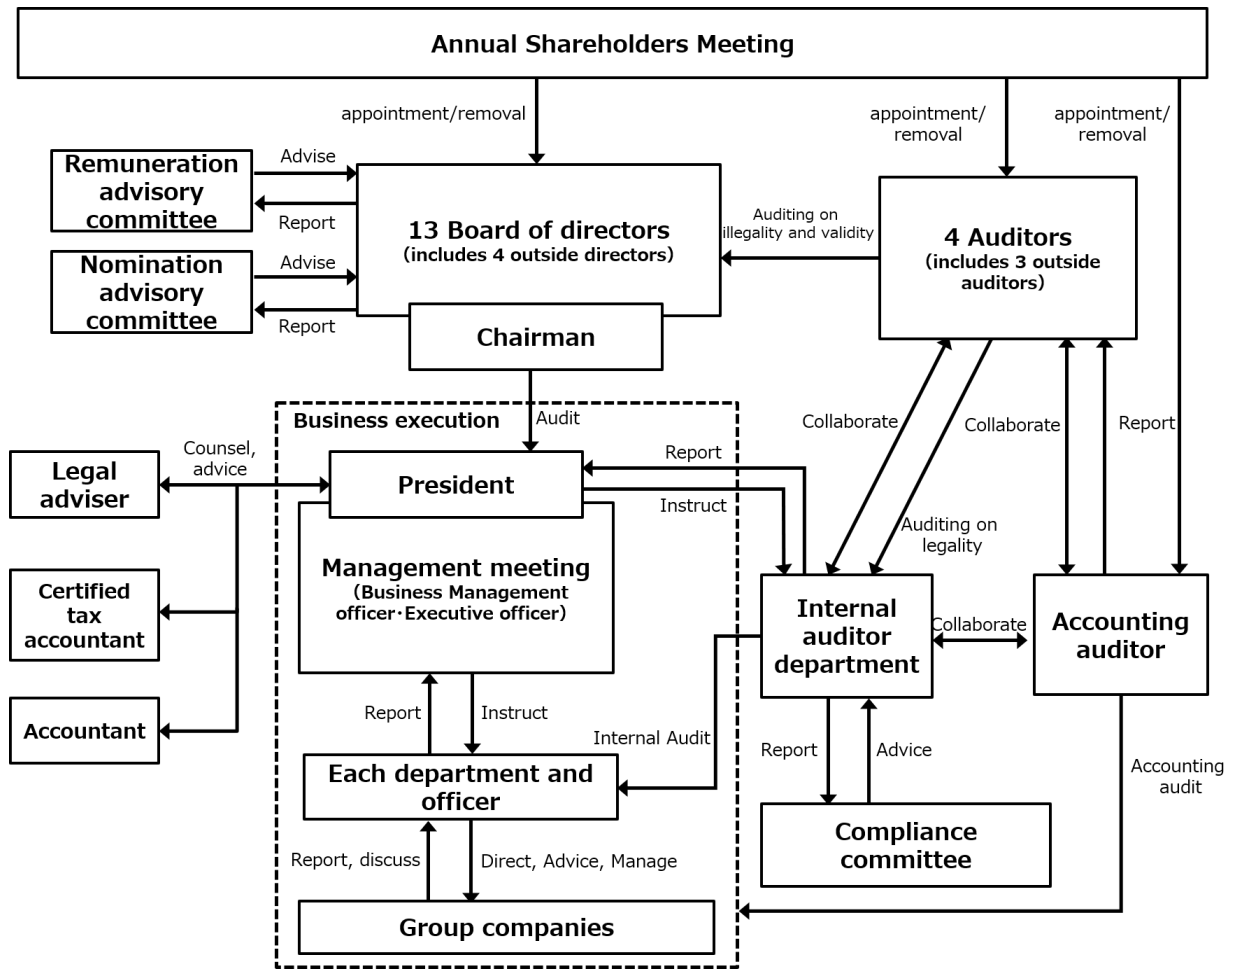 Annual Shareholders Meeting
appointment/removal
appointment/
removal
appointment/
removal
Remuneration
advisory
committee
Advise
Report
Nomination
advisory
committee
Advise
Report
13 Board of directors
(includes 4 outside directors)
Chairman
Auditing on
illegality and validity
4 Auditors
(includes 3 outside
auditors)
Business execution
Audit
Collaborate
Collaborate
Report
Counsel,
advice
Legal
adviser
President
Report
Instruct
Auditing on
legality
Management meeting
(Business Management
officer･Executive officer)
Certified
tax
accountant
Internal
auditor
department
Collaborate
Accounting
auditor
Accountant
Report
Instruct
Internal Audit
Report
Advice
Accounting
audit
Each department and
officer
Compliance
committee
Report, discuss
Direct, Advice, Manage
Group companies